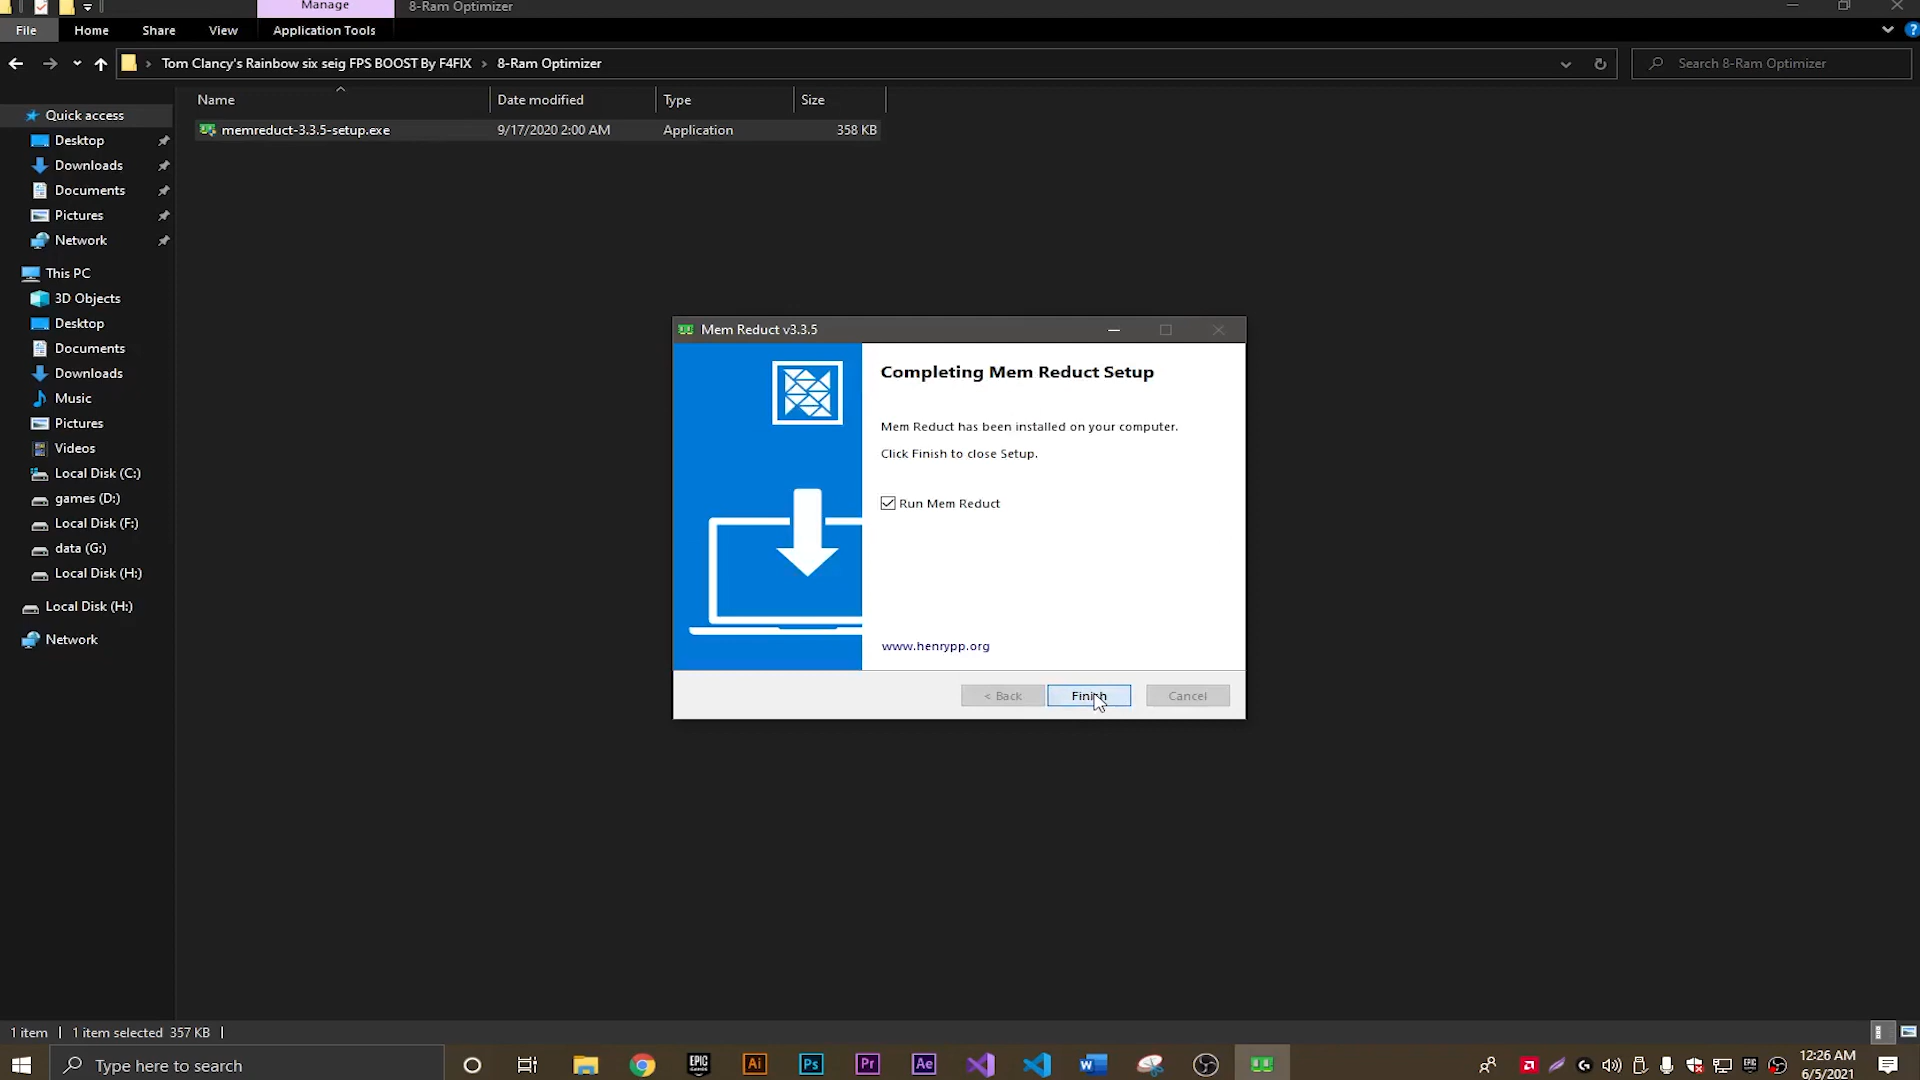 Manage
8-Ram Optimizer
File
Home
Share
View
Application Tools
Tom Clancy's Rainbow six seig FPS BOOST By F4FIX
8-Ram Optimizer
Search 8-Ram Optimizer
Name
Date modified
Type
Size
memreduct-3.3.5-setup.exe
9/17/2020 2:00 AM
Application
358 KB
Quick access
Desktop
Downloads
Documents
Pictures
Network
This PC
3D Objects
Desktop
Documents
Downloads
Music
Pictures
Videos
Local Disk (C:)
games (D:)
Local Disk (F:)
data (G:)
Local Disk (H:)
Local Disk (H:)
Network
Mem Reduct v3.3.5
Completing Mem Reduct Setup
Mem Reduct has been installed on your computer.
Click Finish to close Setup.
Run Mem Reduct
www.henrypp.org
< Back
Finish
Cancel
1 item
1 item selected 357 KB
Type here to search
EPIC GAMES
Ai
Ps
Pr
Ae
12:26 AM
6/5/2021